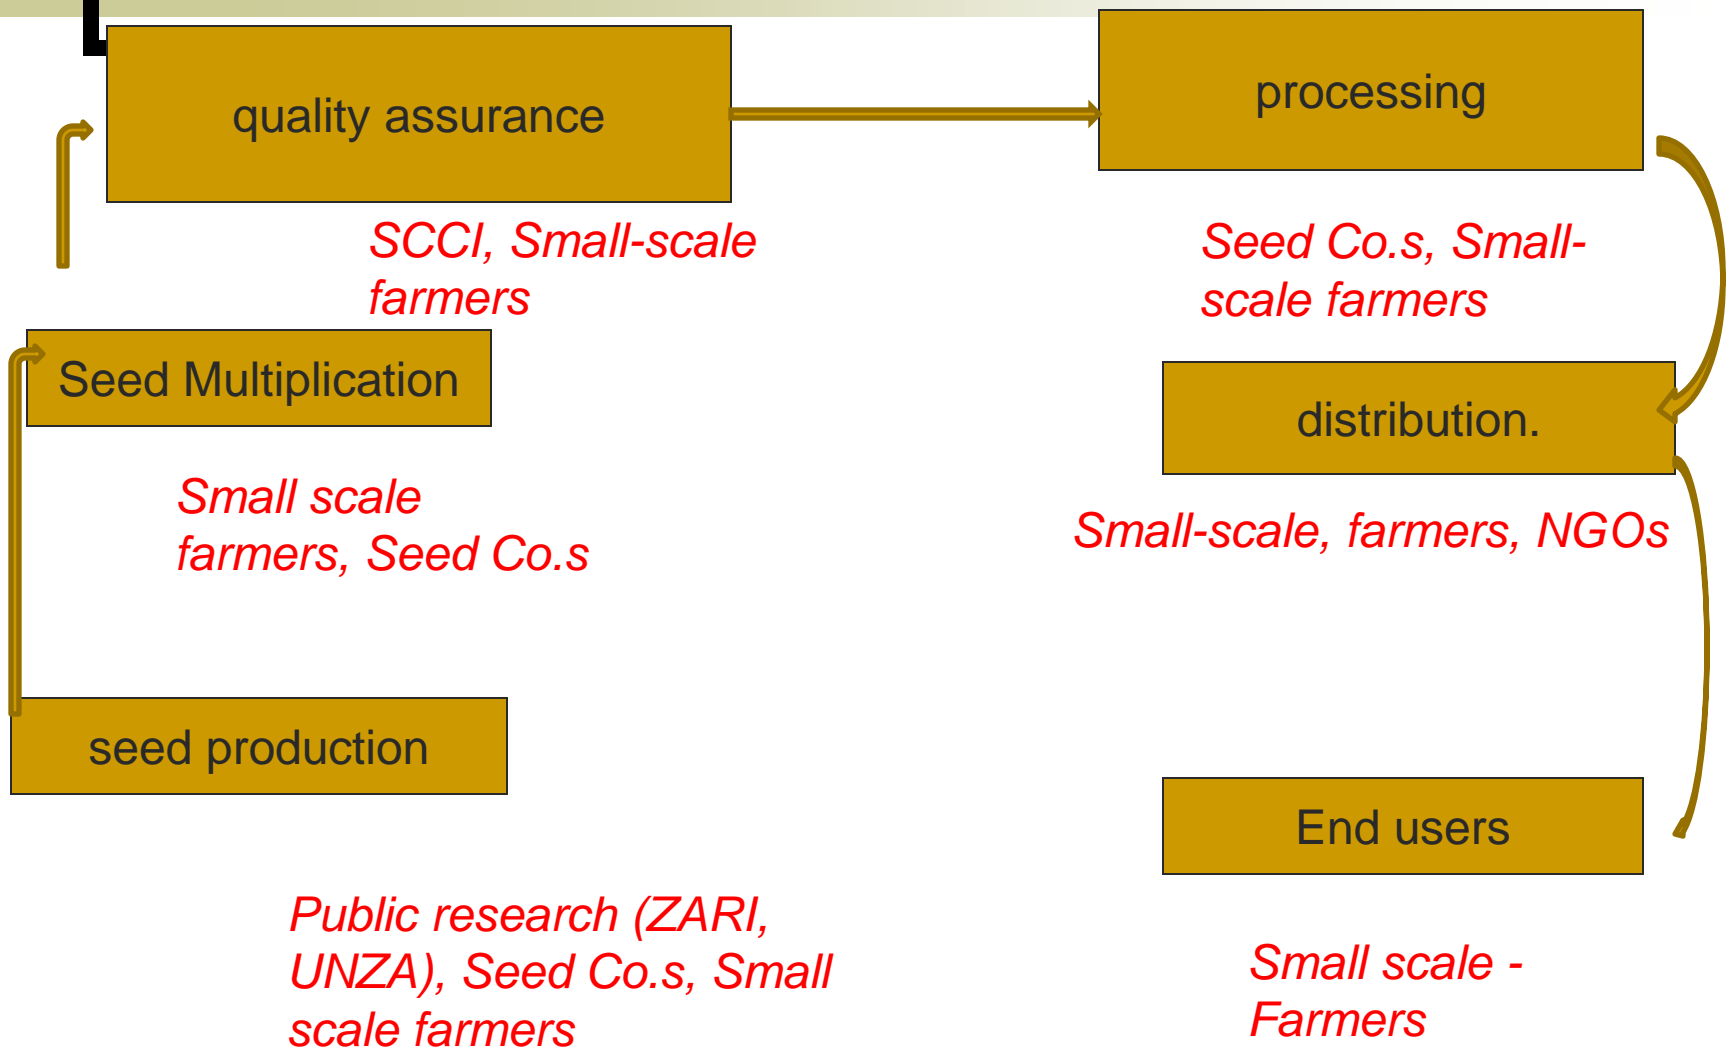 quality assurance
processing
SCCI, Small-scale
farmers
Seed Co.s, Small-
scale farmers
Seed Multiplication
distribution.
Small scale
farmers, Seed Co.s
Small-scale, farmers, NGOs
seed production
End users
Public research (ZARI,
UNZA), Seed Co.s, Small
scale farmers
Small scale -
Farmers